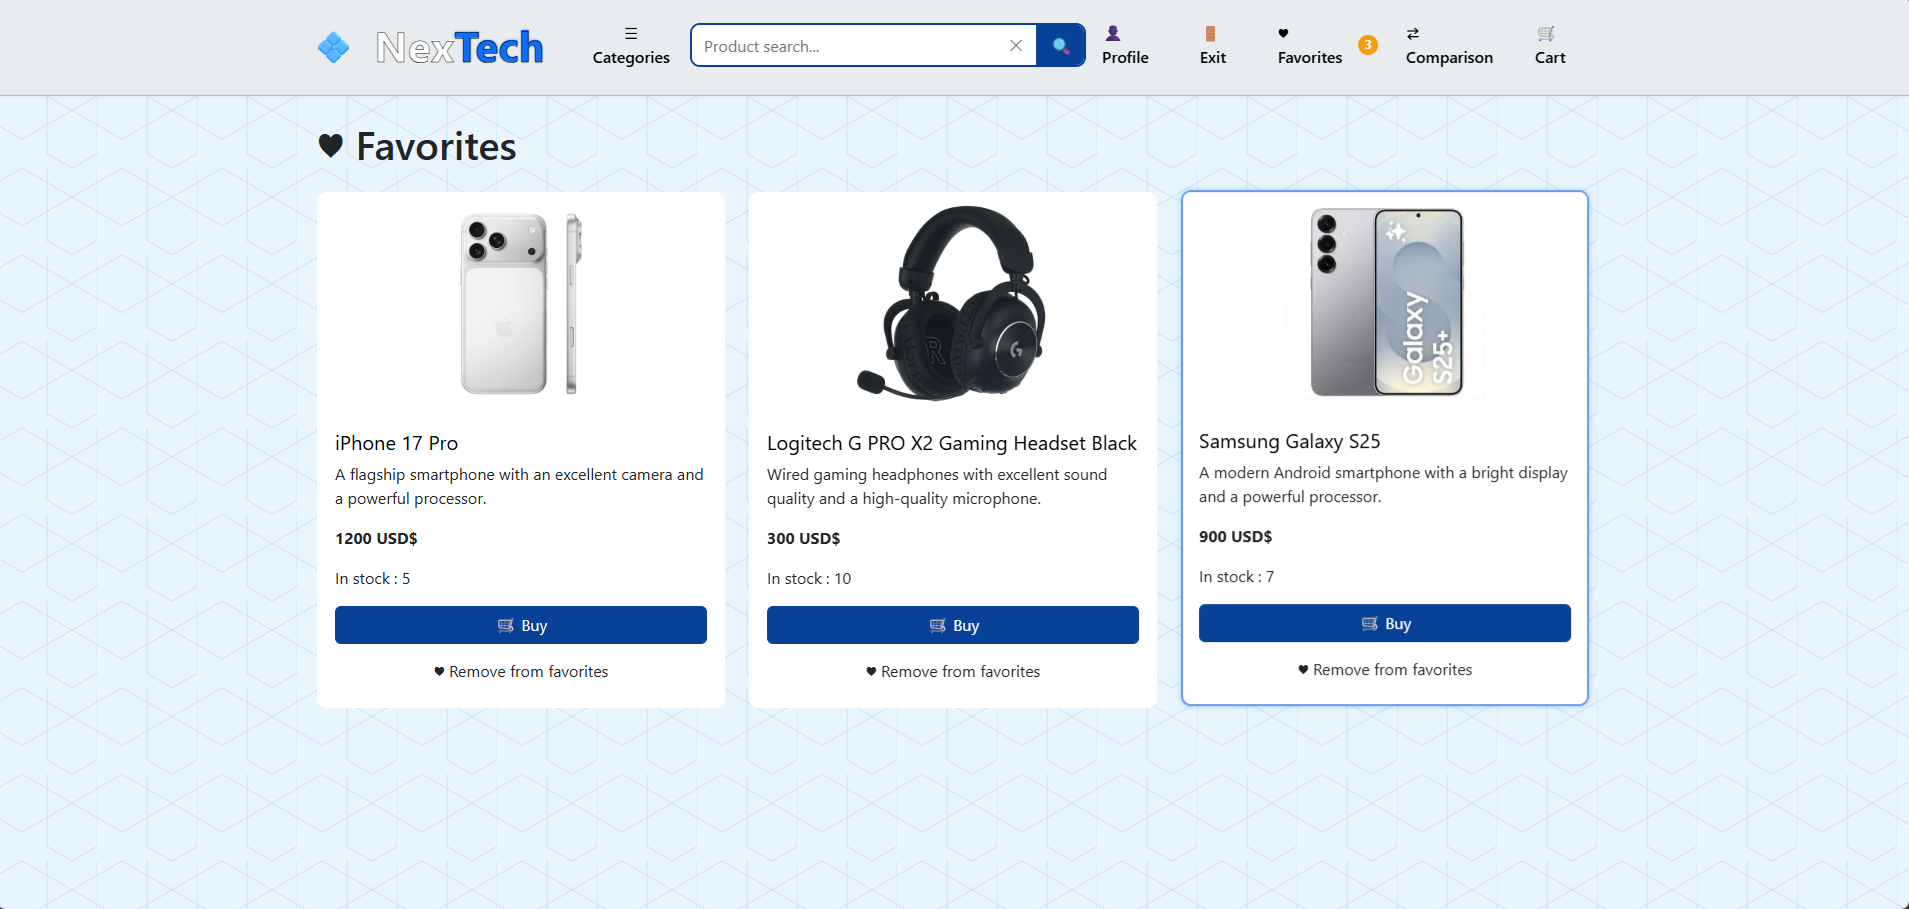 NexTech
Categories
Product search...
Profile
Exit
Favorites 3
Comparison
Cart
Favorites
Galaxy
S25+
R
G
iPhone 17 Pro
A flagship smartphone with an excellent camera and
a powerful processor.
1200 USD$
In stock : 5
Buy
Remove from favorites
Logitech G PRO X2 Gaming Headset Black
Wired gaming headphones with excellent sound
quality and a high-quality microphone.
300 USD$
In stock : 10
Buy
Remove from favorites
Samsung Galaxy S25
A modern Android smartphone with a bright display
and a powerful processor.
900 USD$
In stock : 7
Buy
Remove from favorites